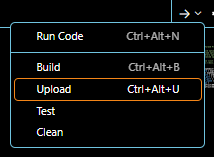 Run Code Ctrl+Alt+N
Build Ctrl+Alt+B
Upload Ctrl+Alt+U
Test
Clean